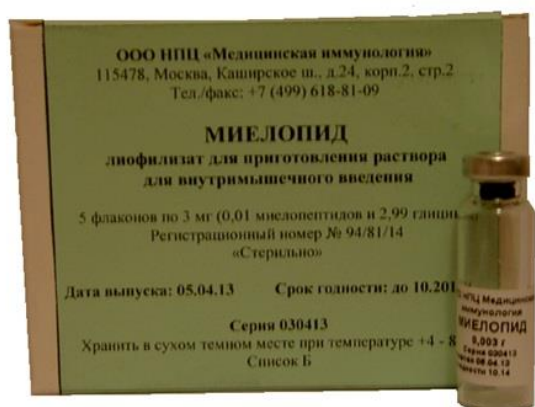 ООО НПЦ «Медицинская иммунология»
115478, Москва, Каширское ш., д.24, корп.2, стр.2
Тел./факс: +7 (499) 618-81-09
МИЕЛОПИД
лиофилизат для приготовления раствора
для внутримышечного введения
5 флаконов по 3 мг (0,01 миелопептидов и 2,99
Регистрационный номер № 94/81/14
«Стерильно»
Дата выпуска: 05.04.13 Срок годности: до
Серия 030413
Хранить в сухом темном месте при температуре +4 - 8
Список Б
НПЦ
иммунология
МИЕЛОПИД
0,003 г
Серия 030413
10.14